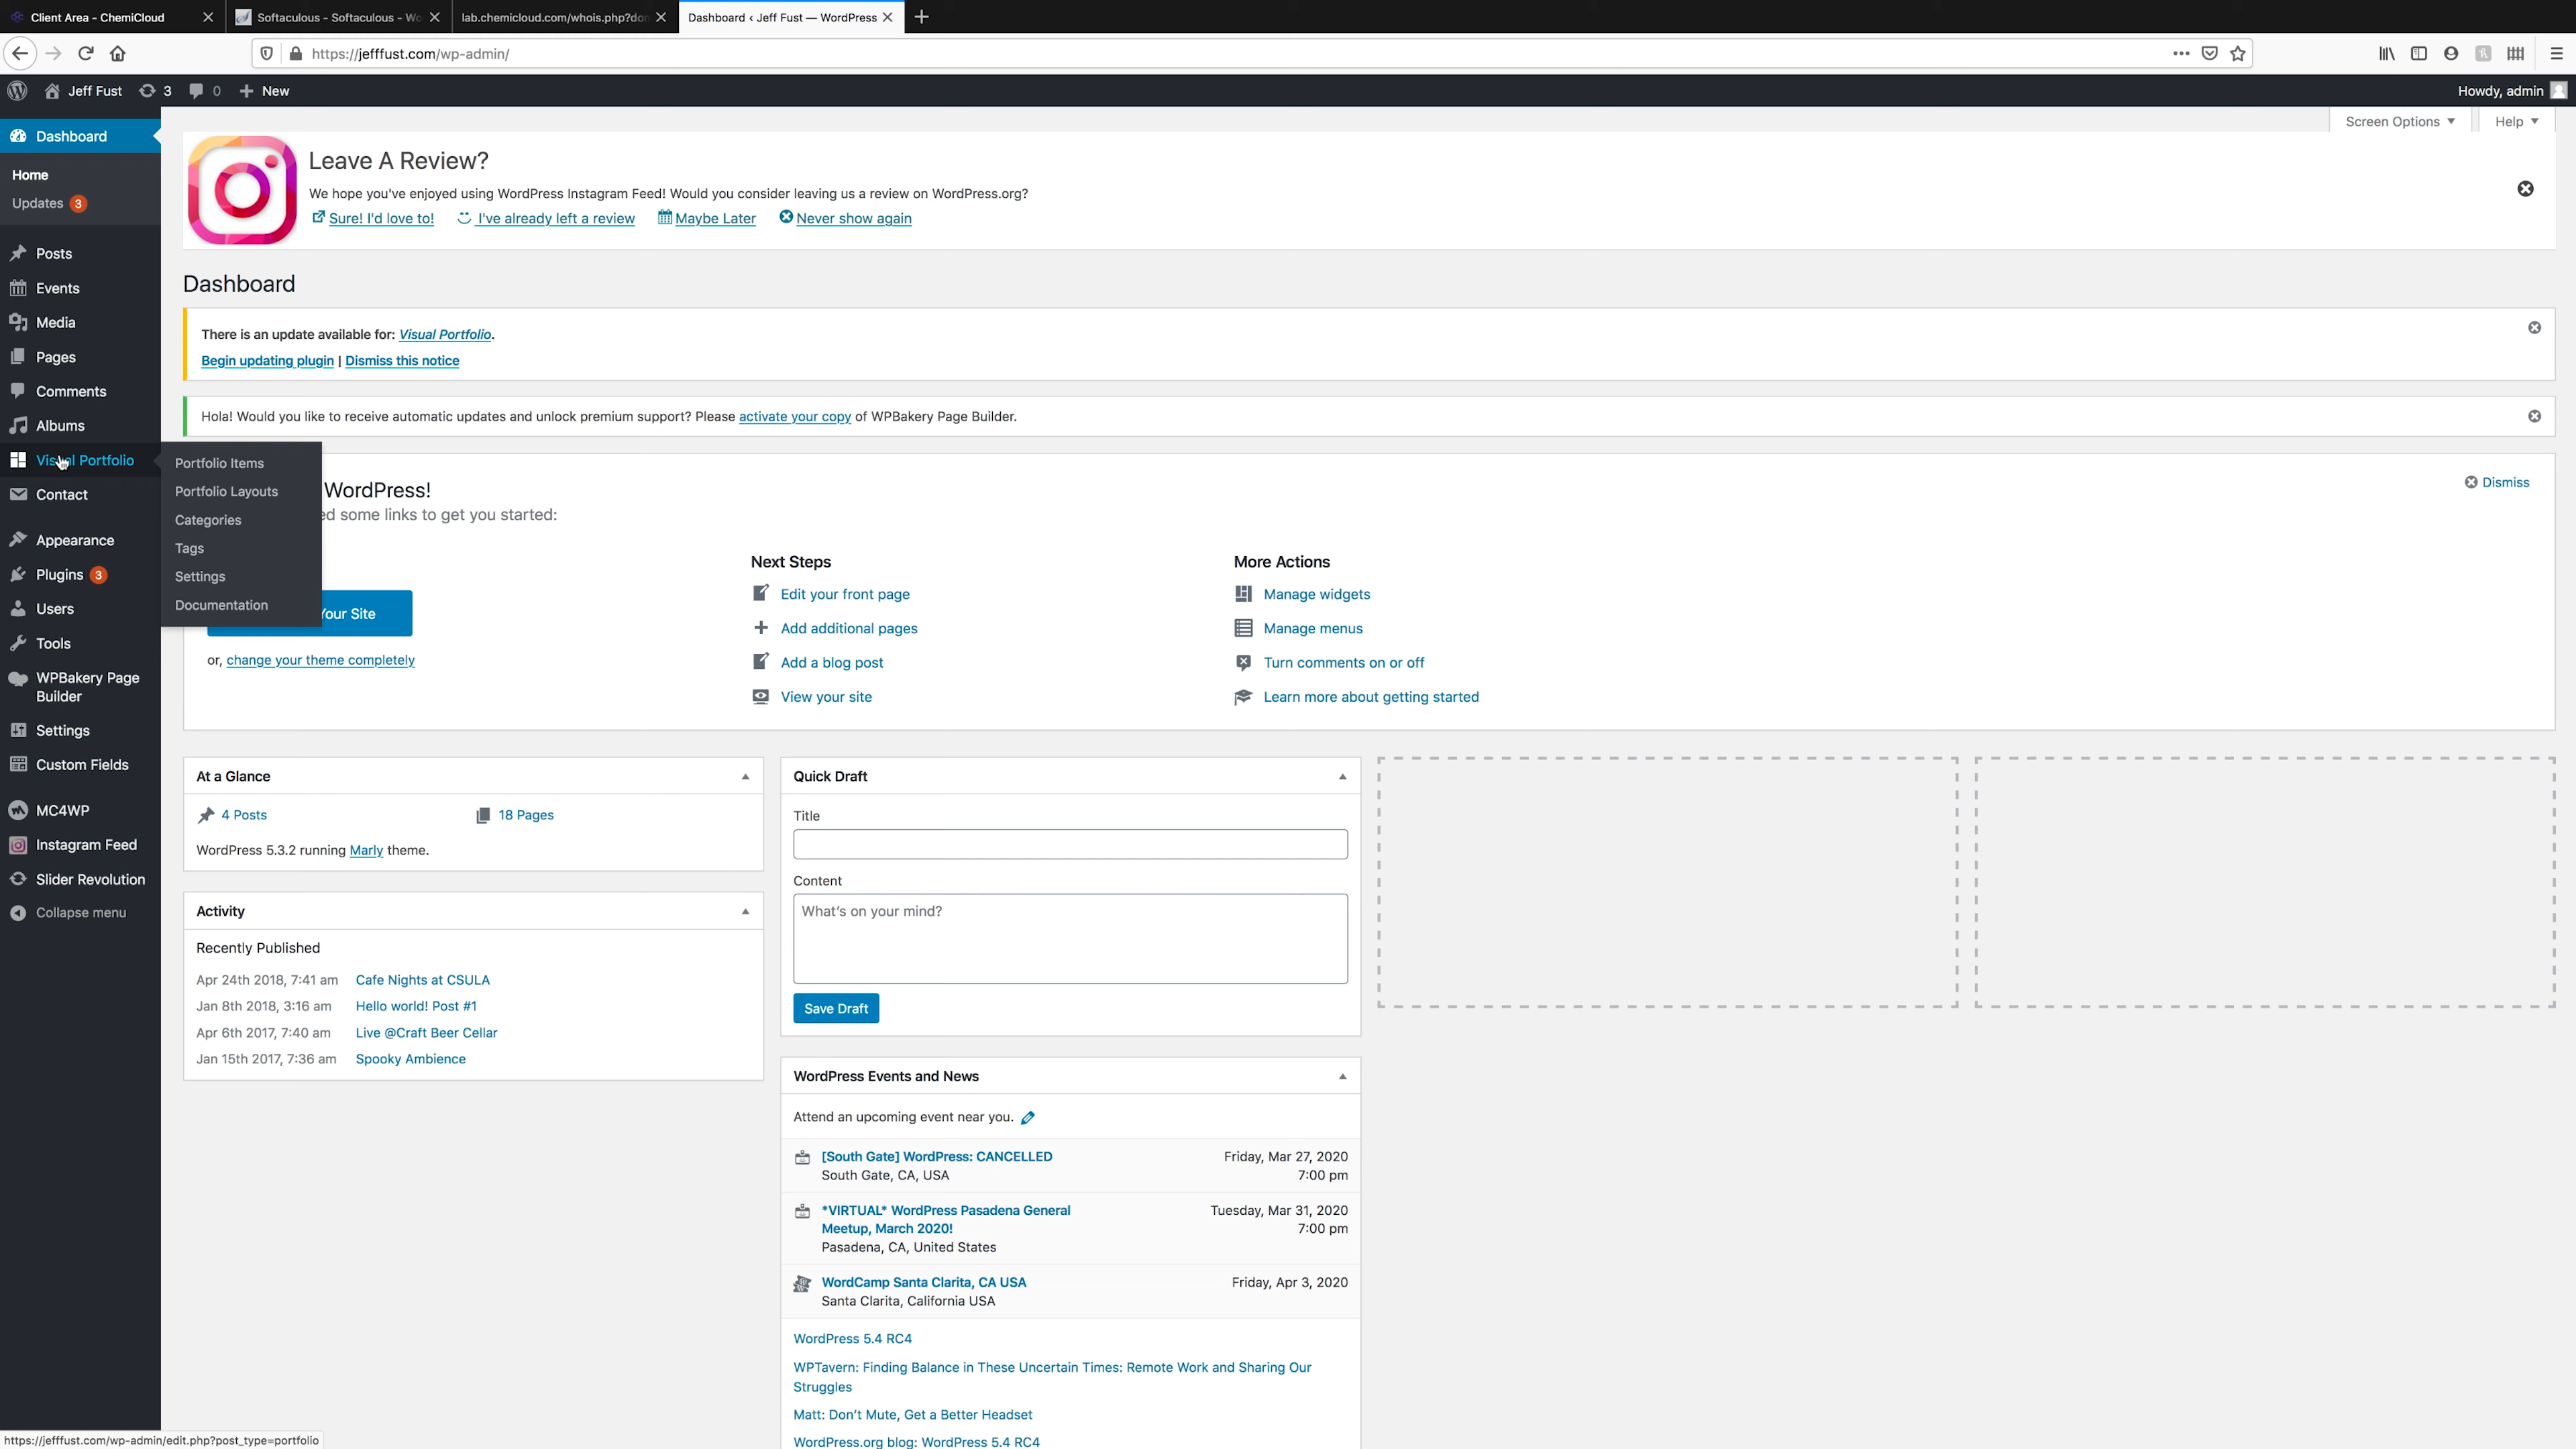 Client Area - ChemiCloud
Softaculous - Softaculous - Wo
lab.chemicloud.com/whois.php?don
Dashboard ‹ Jeff Fust — WordPress
https://jefffust.com/wp-admin/
Jeff Fust
3
0
New
Howdy, admin
Screen Options
Help
Dashboard
Home
Updates 3
Posts
Events
Media
Pages
Comments
Albums
Visual Portfolio
Contact
Appearance
Plugins 3
Users
Tools
WPBakery Page
Builder
Settings
Custom Fields
MC4WP
Instagram Feed
Slider Revolution
Collapse menu
Portfolio Items
Portfolio Layouts
Categories
Tags
Settings
Documentation
Leave A Review?
We hope you've enjoyed using WordPress Instagram Feed! Would you consider leaving us a review on WordPress.org?
Sure! I'd love to! I've already left a review Maybe Later Never show again
Dashboard
There is an update available for: Visual Portfolio.
Begin updating plugin | Dismiss this notice
Hola! Would you like to receive automatic updates and unlock premium support? Please activate your copy of WPBakery Page Builder.
WordPress!
Dismiss
ed some links to get you started:
Your Site
or, change your theme completely
Next Steps
Edit your front page
Add additional pages
Add a blog post
View your site
More Actions
Manage widgets
Manage menus
Turn comments on or off
Learn more about getting started
At a Glance
4 Posts
18 Pages
WordPress 5.3.2 running Marly theme.
Activity
Recently Published
Apr 24th 2018, 7:41 am Cafe Nights at CSULA
Jan 8th 2018, 3:16 am Hello world! Post #1
Apr 6th 2017, 7:40 am Live @Craft Beer Cellar
Jan 15th 2017, 7:36 am Spooky Ambience
Quick Draft
Title
Content
What's on your mind?
Save Draft
WordPress Events and News
Attend an upcoming event near you.
[South Gate] WordPress: CANCELLED
South Gate, CA, USA
Friday, Mar 27, 2020
7:00 pm
*VIRTUAL* WordPress Pasadena General
Meetup, March 2020!
Pasadena, CA, United States
Tuesday, Mar 31, 2020
7:00 pm
WordCamp Santa Clarita, CA USA
Santa Clarita, California USA
Friday, Apr 3, 2020
WordPress 5.4 RC4
WPTavern: Finding Balance in These Uncertain Times: Remote Work and Sharing Our
Struggles
Matt: Don't Mute, Get a Better Headset
WordPress.org blog: WordPress 5.4 RC4
https://jefffust.com/wp-admin/edit.php?post_type=portfolio